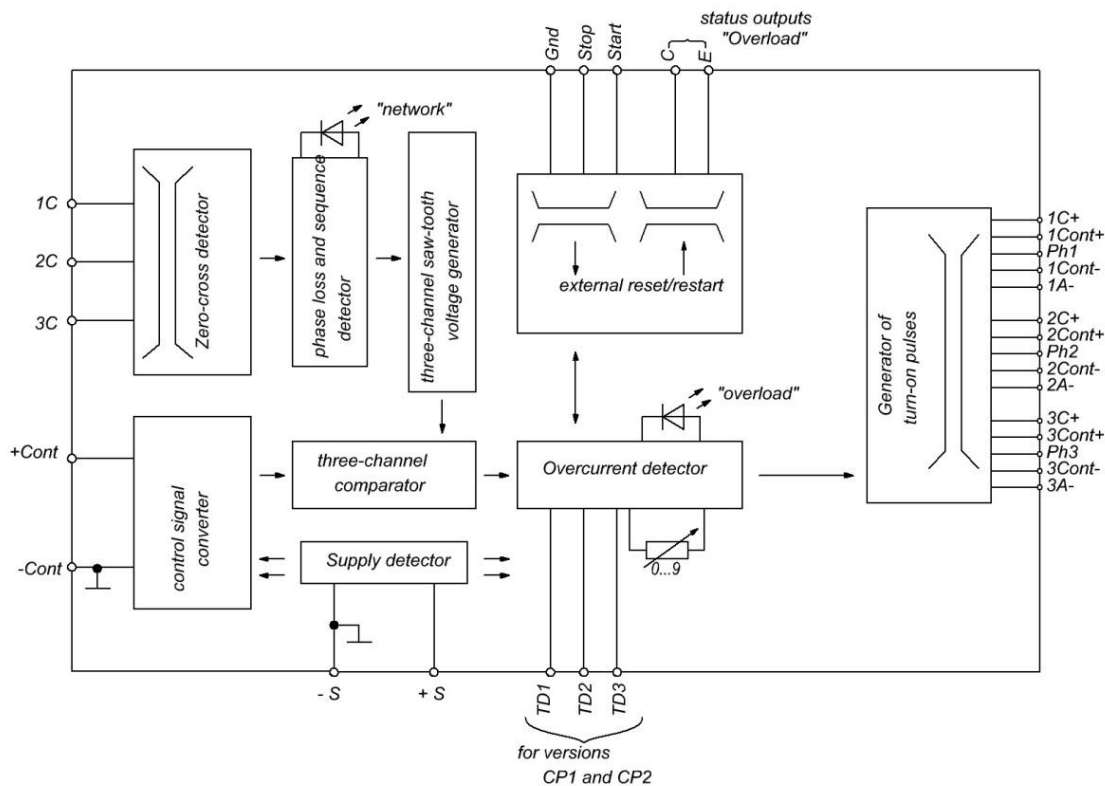 status outputs
"Overload"
Gnd
Stop
Start
C
E
"network"
1C
2C
3C
Zero-cross detector
phase loss and sequence
detector
three-channel saw-tooth
voltage generator
external reset/restart
Generator of
turn-on pulses
1C+
1Cont+
Ph1
1Cont-
1A-
2C+
2Cont+
Ph2
2Cont-
2A-
3C+
3Cont+
Ph3
3Cont-
3A-
"overload"
+Cont
-Cont
control signal
converter
three-channel
comparator
Overcurrent detector
Supply detector
0...9
- S
+ S
TD1
TD2
TD3
for versions
CP1 and CP2